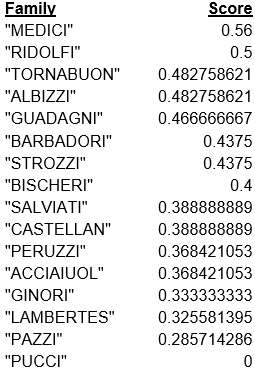 Family Score
"MEDICI" 0.56
"RIDOLFI" 0.5
"TORNABUON" 0.482758621
"ALBIZZI" 0.482758621
"GUADAGNI" 0.466666667
"BARBADORI" 0.4375
"STROZZI" 0.4375
"BISCHERI" 0.4
"SALVIATI" 0.388888889
"CASTELLAN" 0.388888889
"PERUZZI" 0.368421053
"ACCIAIUOL" 0.368421053
"GINORI" 0.333333333
"LAMBERTES" 0.325581395
"PAZZI" 0.285714286
"PUCCI" 0